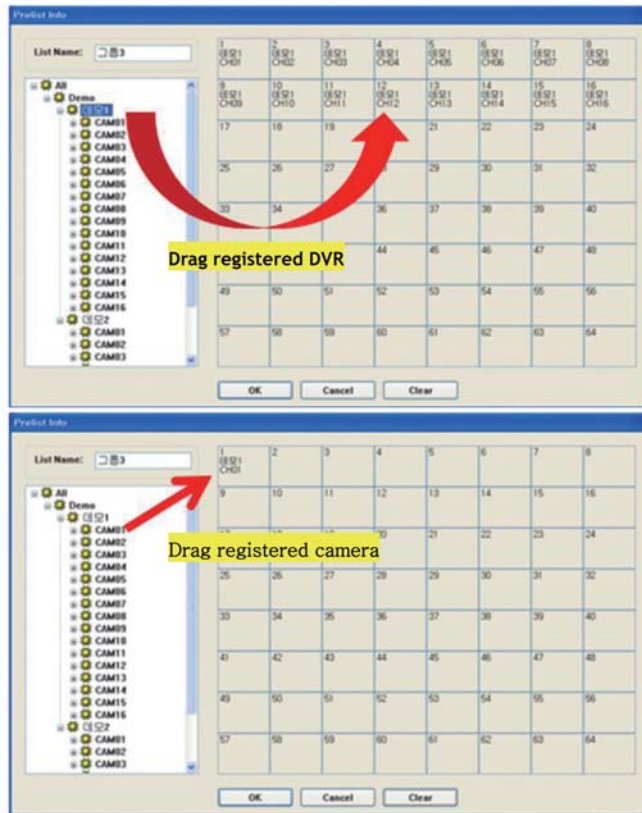 Prelist Info
List Name: 그룹3
All
Demo
데모1
CAM01
CAM02
CAM03
CAM04
CAM05
CAM06
CAM07
CAM08
CAM09
CAM10
CAM11
CAM12
CAM13
CAM14
CAM15
CAM16
데모2
CAM01
CAM02
CAM03
1 2 3 4 5 6 7 8
데모1 데모1 데모1 데모1 데모1 데모1 데모1 데모1
CH01 CH02 CH03 CH04 CH05 CH06 CH07 CH08
9 10 11 12 13 14 15 16
데모1 데모1 데모1 데모1 데모1 데모1 데모1 데모1
CH09 CH10 CH11 CH12 CH13 CH14 CH15 CH16
17 18 19 21 22 23 24
25 26 27 29 30 31 32
33 34 36 37 38 39 40
Drag registered DVR
44 45 46 47 48
49 50 51 52 53 54 55 56
57 58 59 60 61 62 63 64
OK Cancel Clear
Prelist Info
List Name: 그룹3
All
Demo
데모1
CAM01
CAM02
CAM03
CAM04
CAM05
CAM06
CAM07
CAM08
CAM09
CAM10
CAM11
CAM12
CAM13
CAM14
CAM15
CAM16
데모2
CAM01
CAM02
CAM03
1 2 3 4 5 6 7 8
데모1
CH01
9 10 11 12 13 14 15 16
20 21 22 23 24
Drag registered camera
25 26 27 28 29 30 31 32
33 34 35 36 37 38 39 40
41 42 43 44 45 46 47 48
49 50 51 52 53 54 55 56
57 58 59 60 61 62 63 64
OK Cancel Clear